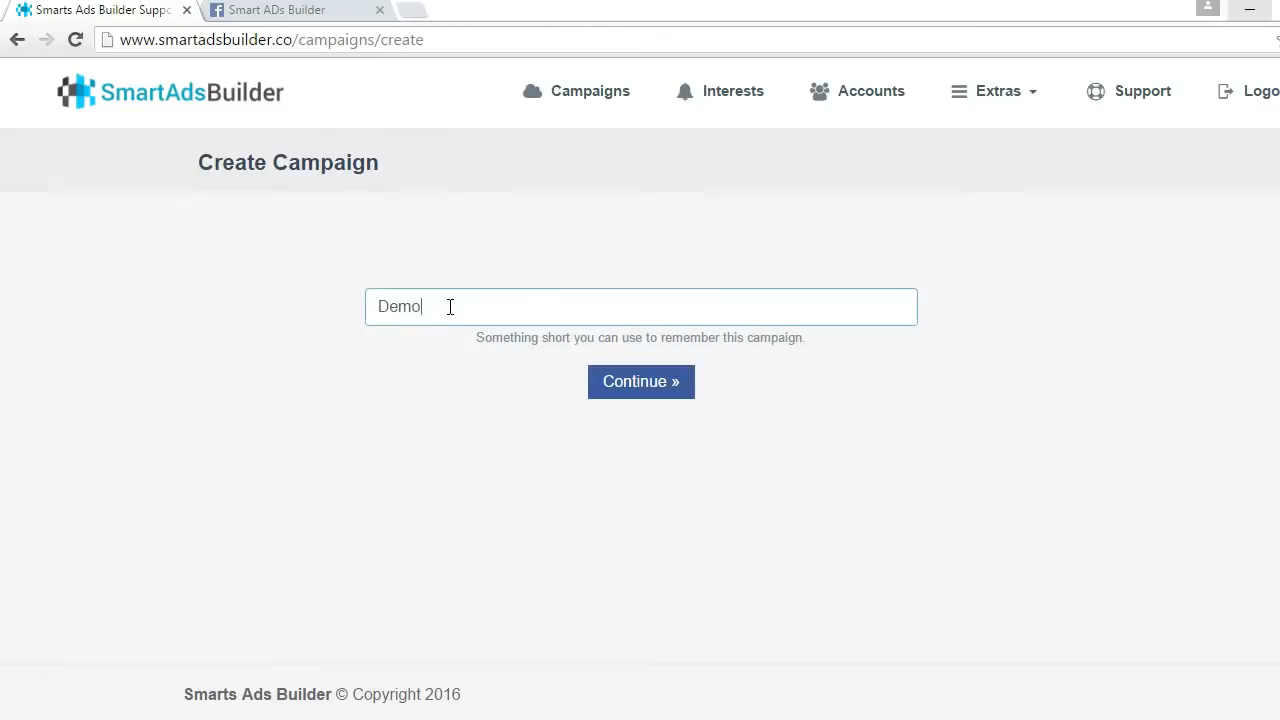 Smarts Ads Builder Suppo
Smart ADs Builder
www.smartadsbuilder.co/campaigns/create
SmartAdsBuilder
Campaigns
Interests
Accounts
Extras
Support
Logo
Create Campaign
Demo
Something short you can use to remember this campaign.
Continue »
Smarts Ads Builder © Copyright 2016